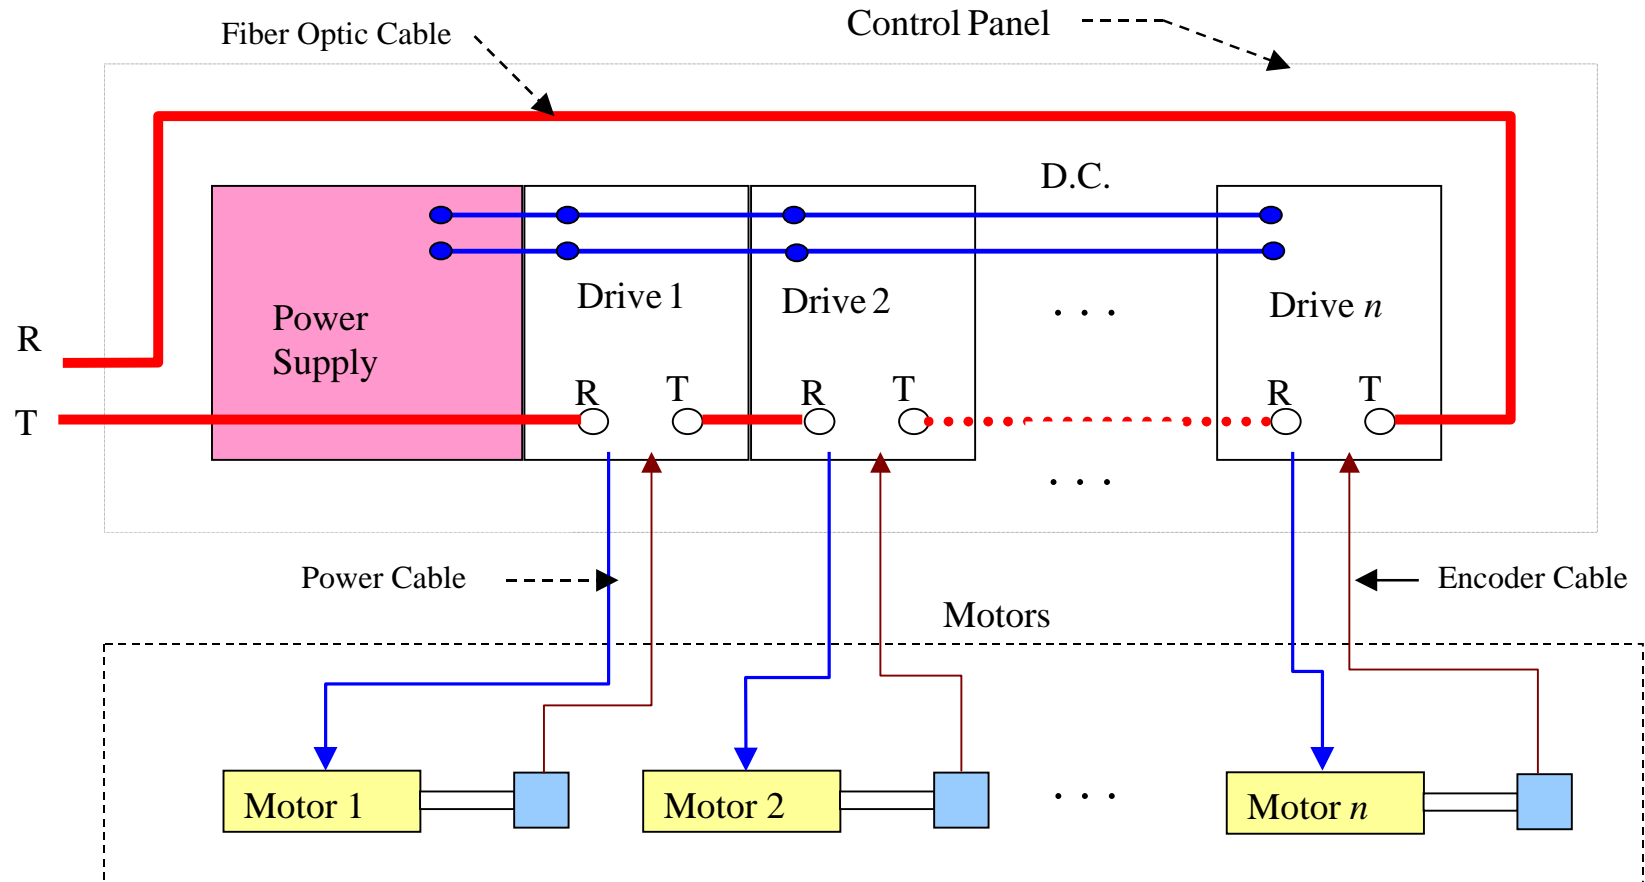 Control Panel
Fiber Optic Cable
D.C.
Drive 1
Drive 2
. . .
Drive n
Power
Supply
R
T
R
T
R
T
R
T
. . .
Power Cable
Encoder Cable
Motors
Motor 1
Motor 2
. . .
Motor n